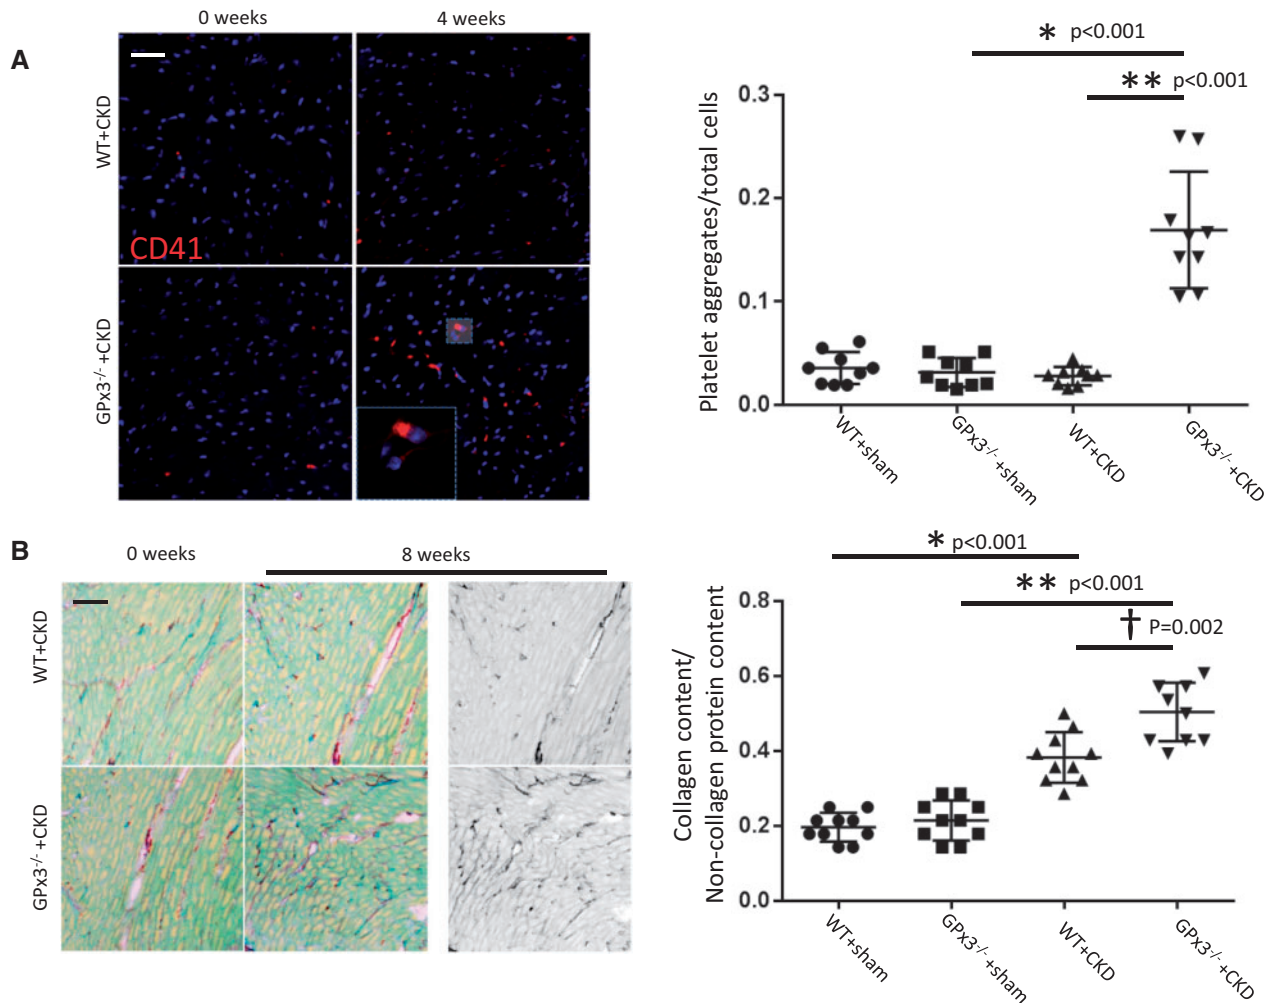 A
0 weeks
4 weeks
WT+CKD
GPx3-/- +CKD
CD41
* p<0.001
** p<0.001
Platelet aggregates/total cells
0.3
0.2
0.1
0.0
WT+sham
GPx3-/- +sham
WT+CKD
GPx3-/- +CKD
B
0 weeks
8 weeks
WT+CKD
GPx3-/- +CKD
* p<0.001
** p<0.001
† P=0.002
Collagen content/
Non-collagen protein content
0.8
0.6
0.4
0.2
0.0
WT+sham
GPx3-/- +sham
WT+CKD
GPx3-/- +CKD